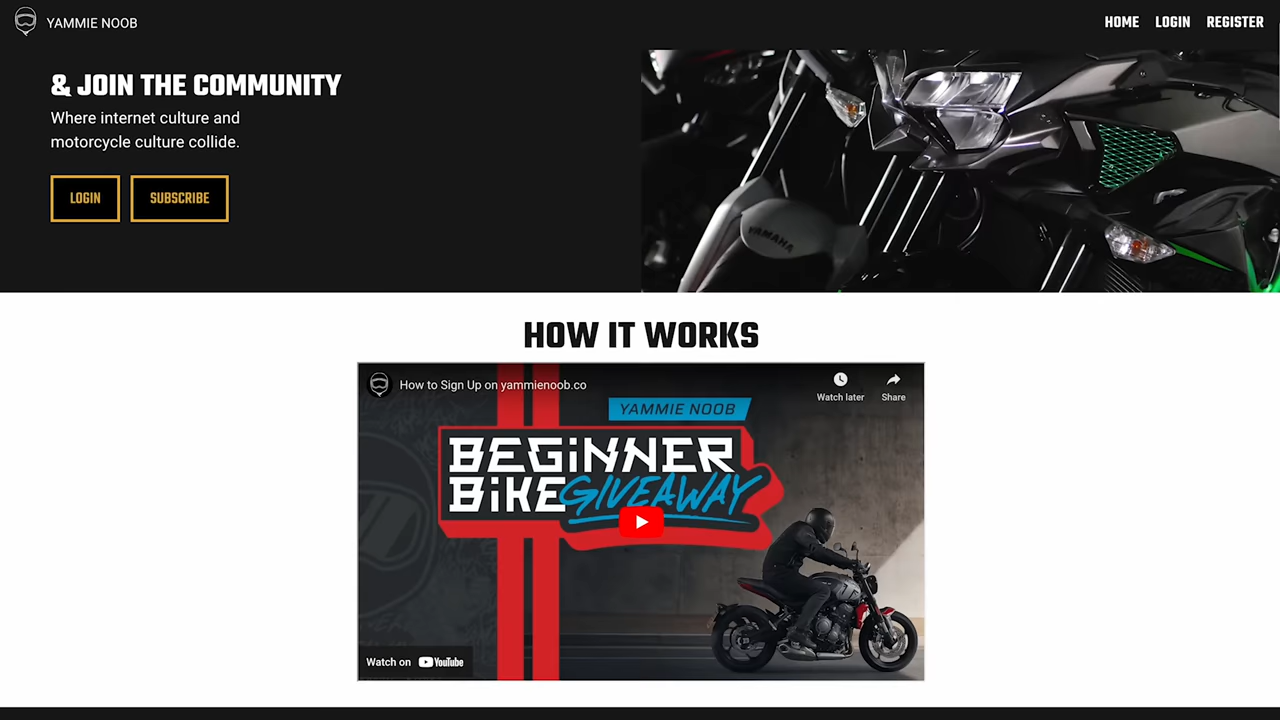 YAMMIE NOOB
HOME LOGIN REGISTER
& JOIN THE COMMUNITY
Where internet culture and
motorcycle culture collide.
LOGIN SUBSCRIBE
YAMAHA
HOW IT WORKS
How to Sign Up on yammienoob.co
Watch later Share
YAMMIE NOOB
BEGiNNER
BiKE GIVEAWAY
Watch on YouTube